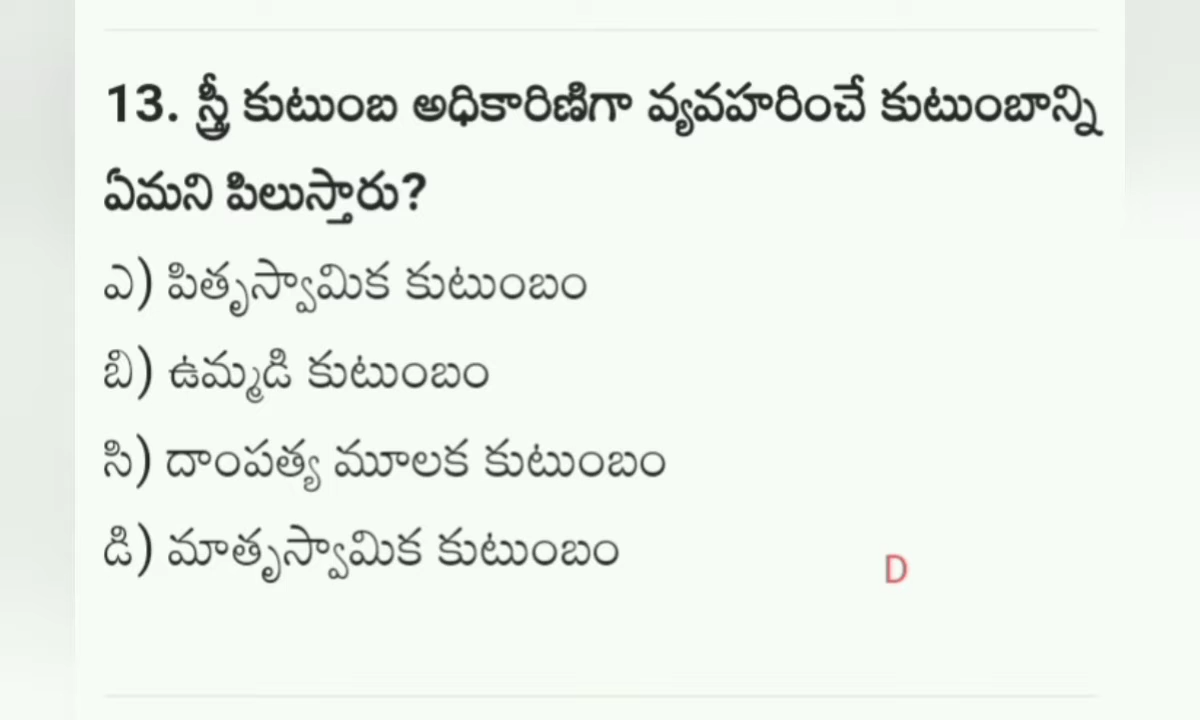 13. స్త్రీ కుటుంబ అధికారిణిగా వ్యవహరించే కుటుంబాన్ని
ఏమని పిలుస్తారు?
ఎ) పితృస్వామిక కుటుంబం
బి) ఉమ్మడి కుటుంబం
సి) దాంపత్య మూలక కుటుంబం
డి) మాతృస్వామిక కుటుంబం
D